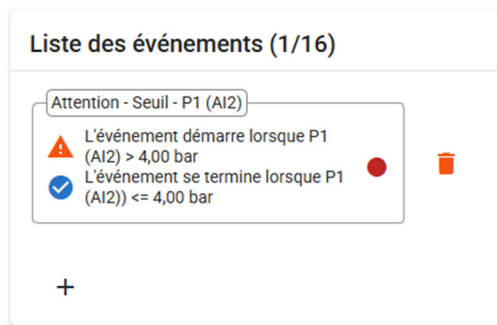 Liste des événements (1/16)
Attention - Seuil - P1 (AI2)
L'événement démarre lorsque P1
(AI2) > 4,00 bar
L'événement se termine lorsque P1
(AI2)) <= 4,00 bar
+